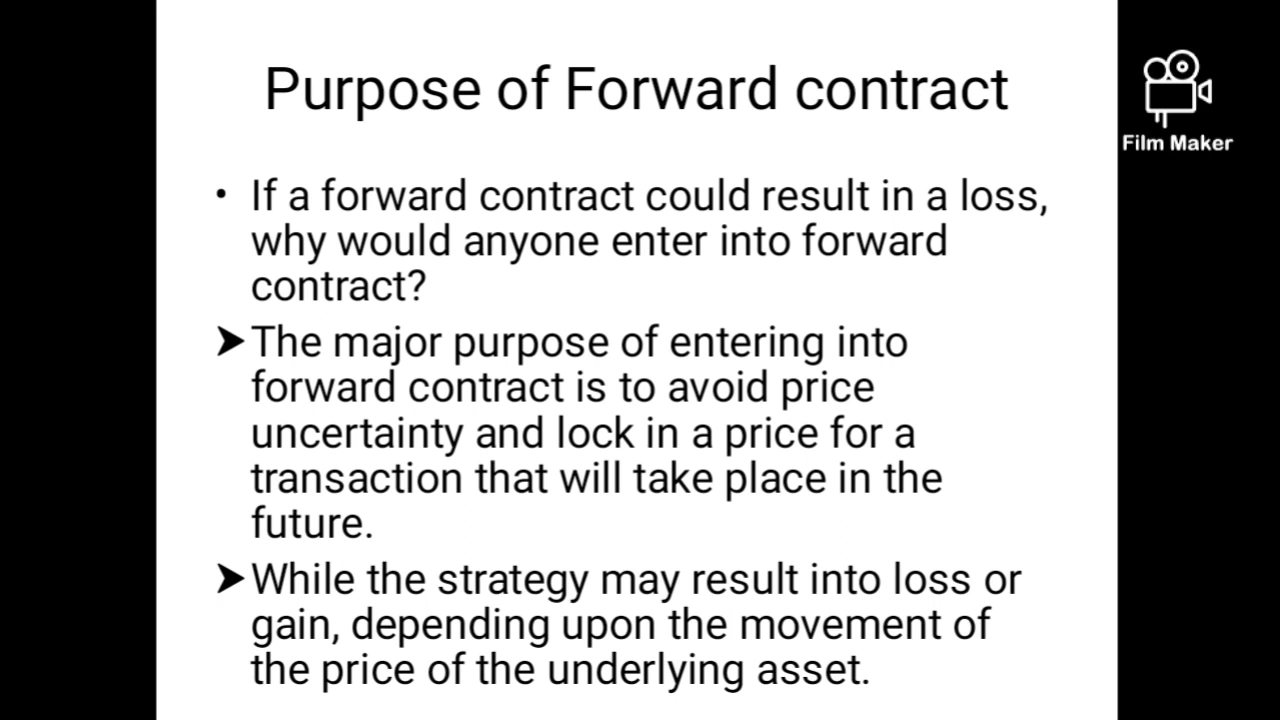 Purpose of Forward contract
Film Maker
• If a forward contract could result in a loss,
why would anyone enter into forward
contract?
➤The major purpose of entering into
forward contract is to avoid price
uncertainty and lock in a price for a
transaction that will take place in the
future.
➤While the strategy may result into loss or
gain, depending upon the movement of
the price of the underlying asset.